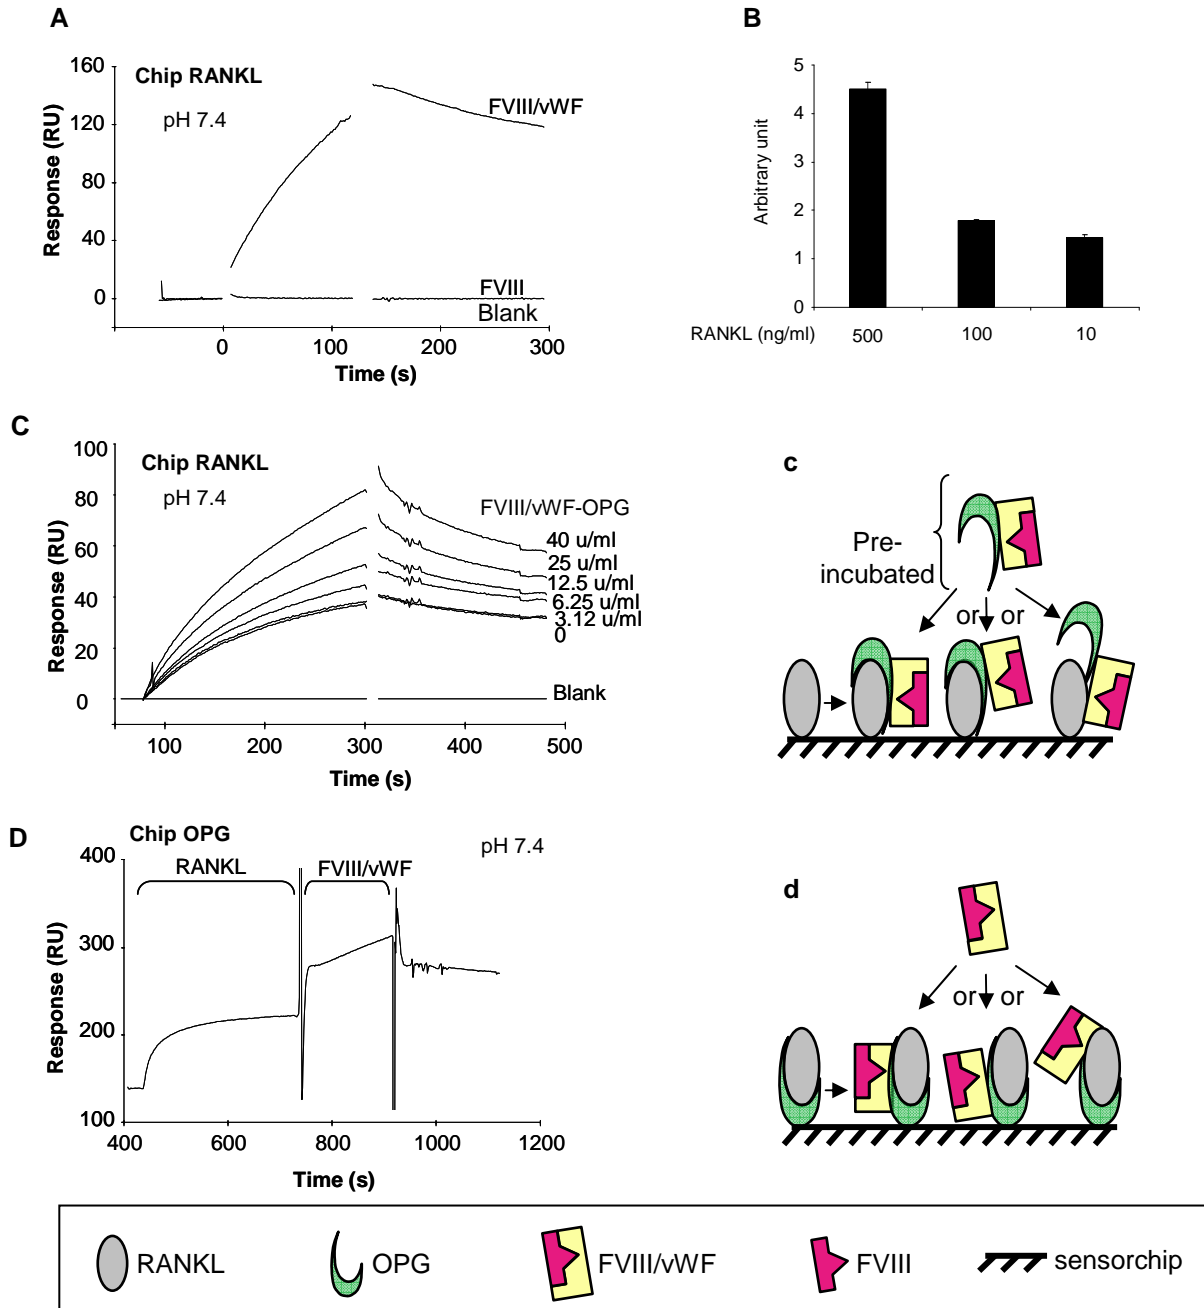 A
Chip RANKL
pH 7.4
Response (RU)
160
120
80
40
0
FVIII/vWF
FVIII
Blank
0
100
200
300
Time (s)
B
Arbitrary unit
5
4
3
2
1
0
RANKL (ng/ml)
500
100
10
C
Chip RANKL
pH 7.4
Response (RU)
100
80
60
40
20
0
FVIII/vWF-OPG
40 u/ml
25 u/ml
12.5 u/ml
6.25 u/ml
3.12 u/ml
0
Blank
100
200
300
400
500
Time (s)
c
Pre-
incubated
or or
D
Chip OPG
pH 7.4
RANKL
FVIII/vWF
Response (RU)
400
300
200
100
400
600
800
1000
1200
Time (s)
d
or or
RANKL
OPG
FVIII/vWF
FVIII
sensorchip